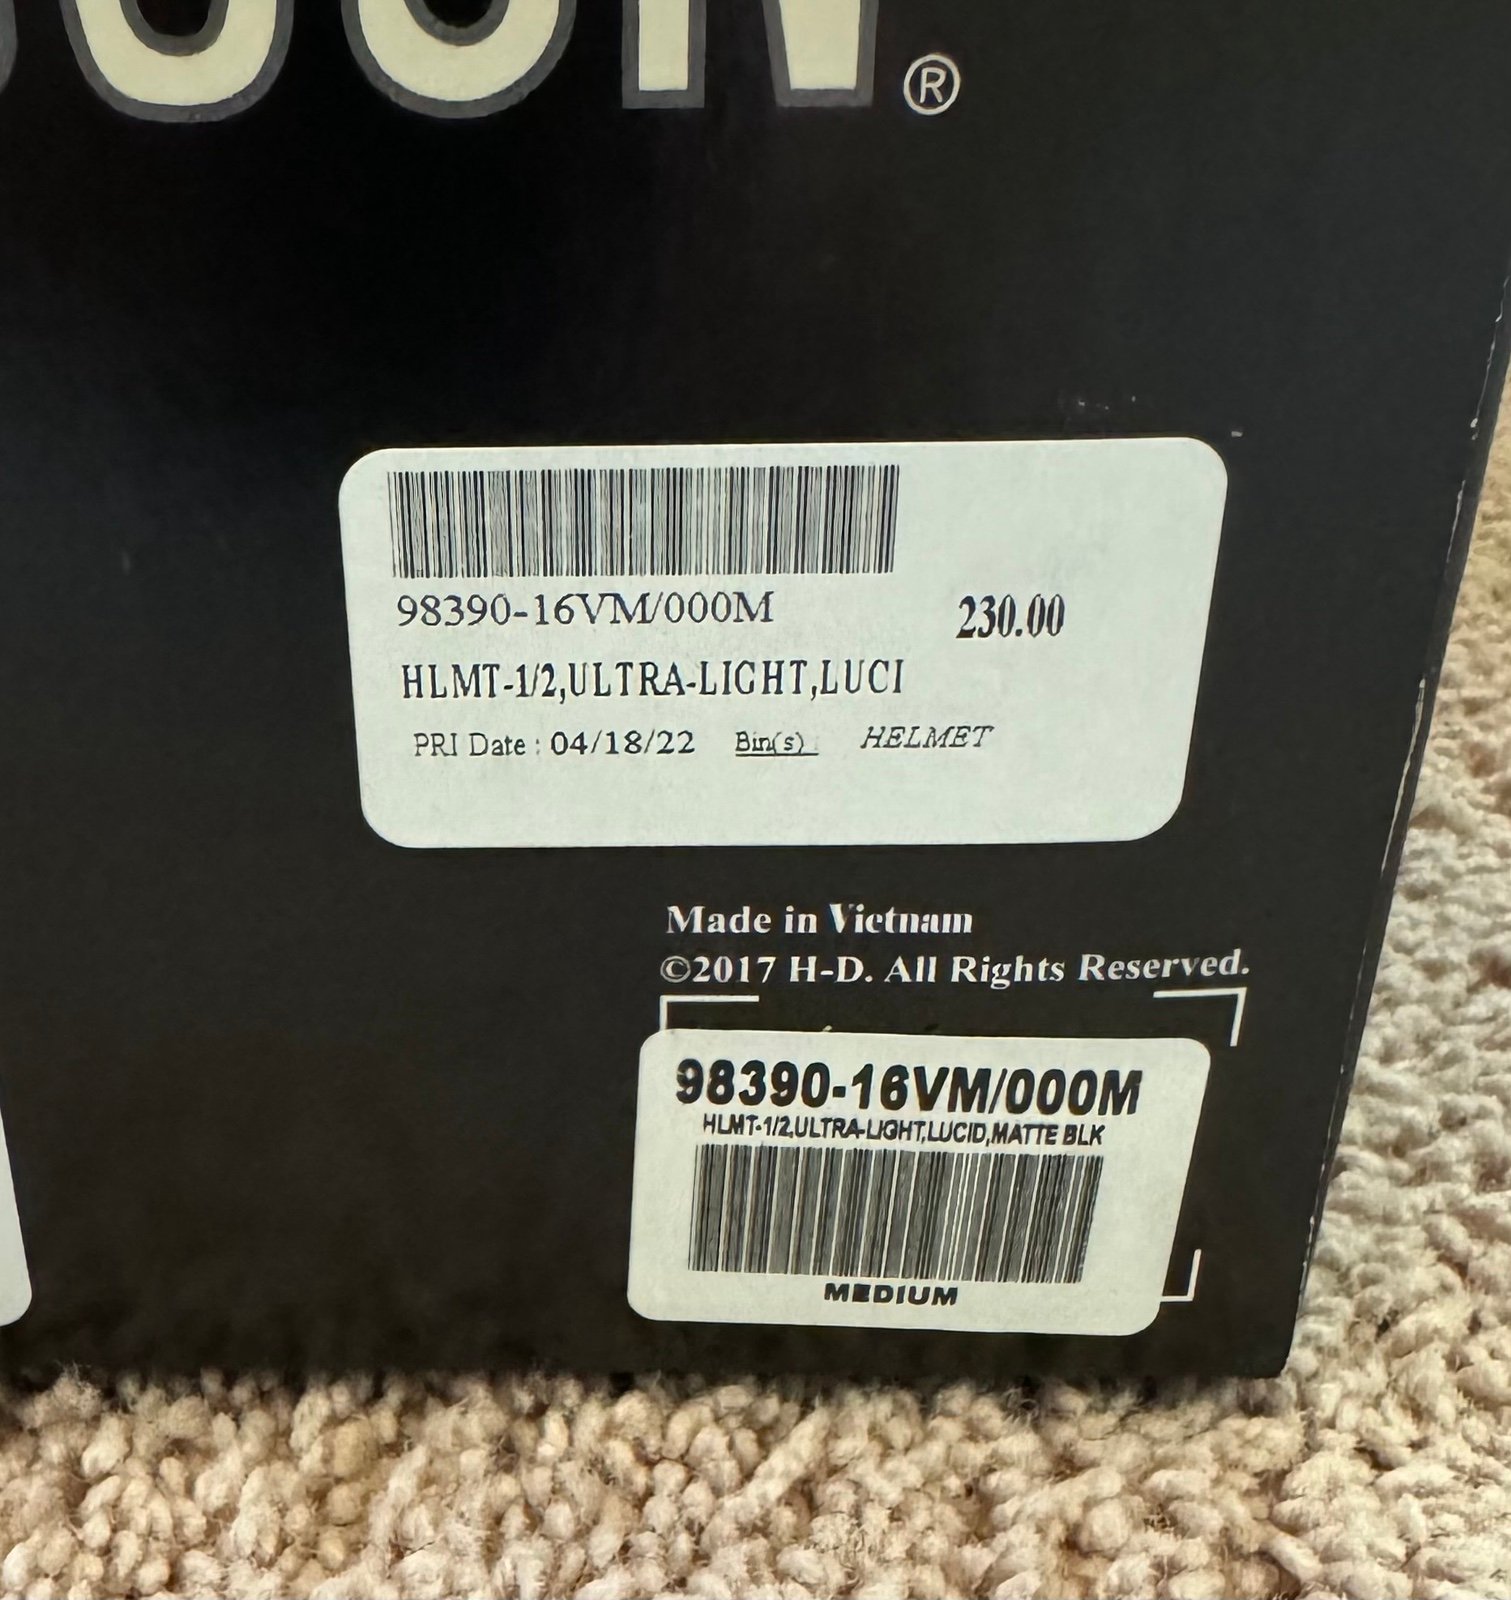 SON®
98390-16VM/000M 230.00
HLMT-1/2,ULTRA-LIGHT,LUCI
PRI Date : 04/18/22 Bin(s) : HELMET
Made in Vietnam
©2017 H-D. All Rights Reserved.
98390-16VM/000M
HLMT-1/2,ULTRA-LIGHT,LUCID,MATTE BLK
MEDIUM